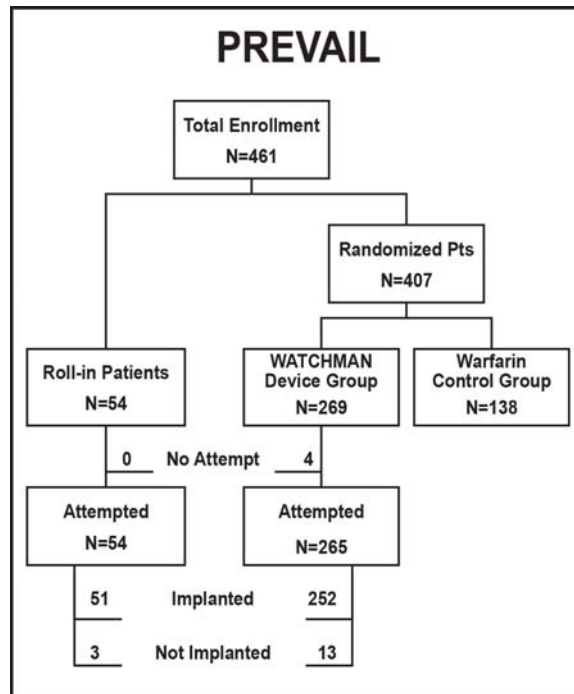 PREVAIL
Total Enrollment
N=461
Randomized Pts
N=407
Roll-in Patients
N=54
WATCHMAN
Device Group
N=269
Warfarin
Control Group
N=138
0 No Attempt 4
Attempted
N=54
Attempted
N=265
51 Implanted 252
3 Not Implanted 13